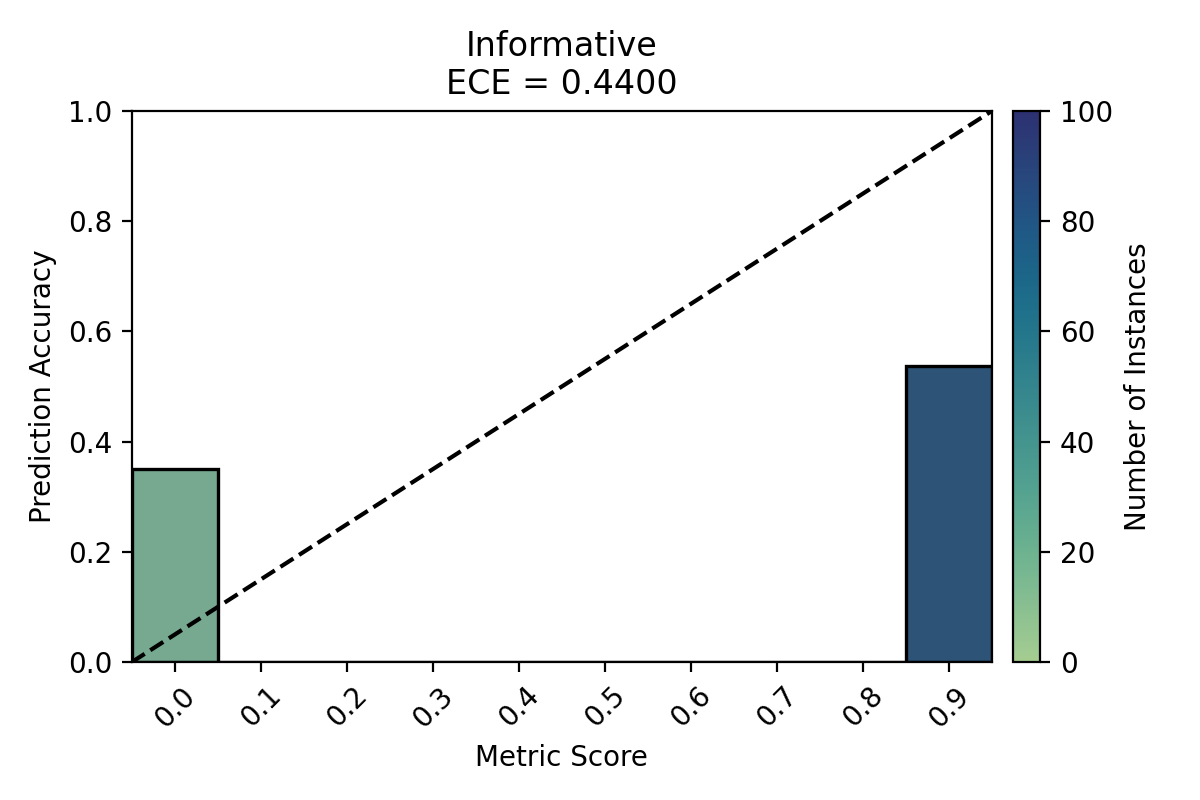 Informative
ECE = 0.4400
Prediction Accuracy
1.0
0.8
0.6
0.4
0.2
0.0
0.0 0.1 0.2 0.3 0.4 0.5 0.6 0.7 0.8 0.9
Metric Score
100
80
60
40
20
0
Number of Instances